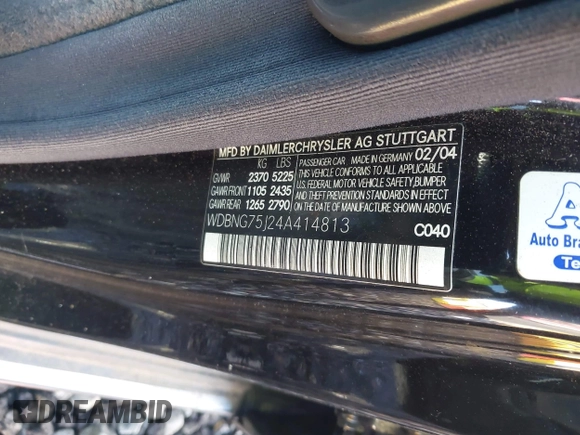 MFD BY DAIMLERCHRYSLER AG STUTTGART
KG LBS
GVWR 2370 5225
GAWR FRONT 1105 2435
GAWR REAR 1265 2790
PASSENGER CAR MADE IN GERMANY 02/04
THIS VEHICLE CONFORMS TO ALL APPLICABLE
U.S. FEDERAL MOTOR VEHICLE SAFETY, BUMPER
AND THEFT PREVENTION STANDARDS IN EFFECT
ON THE DATE OF MANUFACTURE SHOWN ABOVE
WDBNG75J24A414813
C040
Auto Bra
Te
DREAMBID